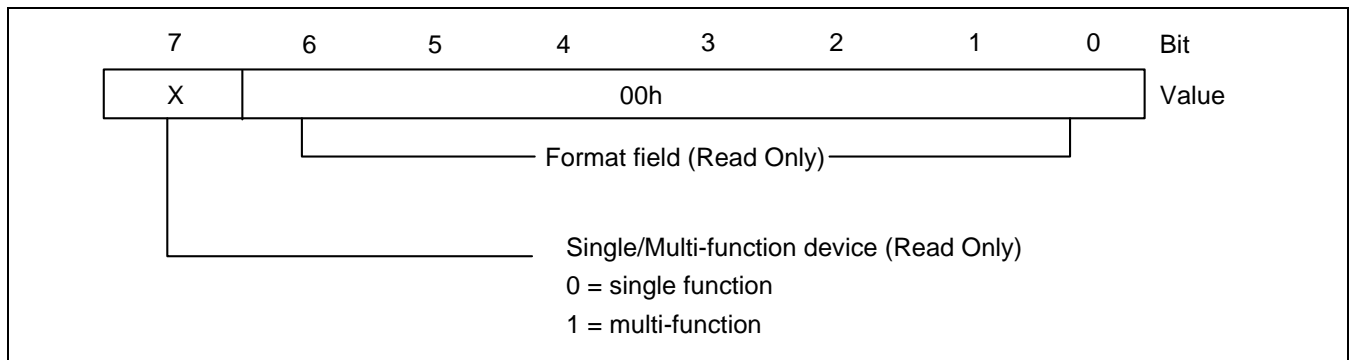 7 6 5 4 3 2 1 0 Bit
X 00h Value
Format field (Read Only)
Single/Multi-function device (Read Only)
0 = single function
1 = multi-function